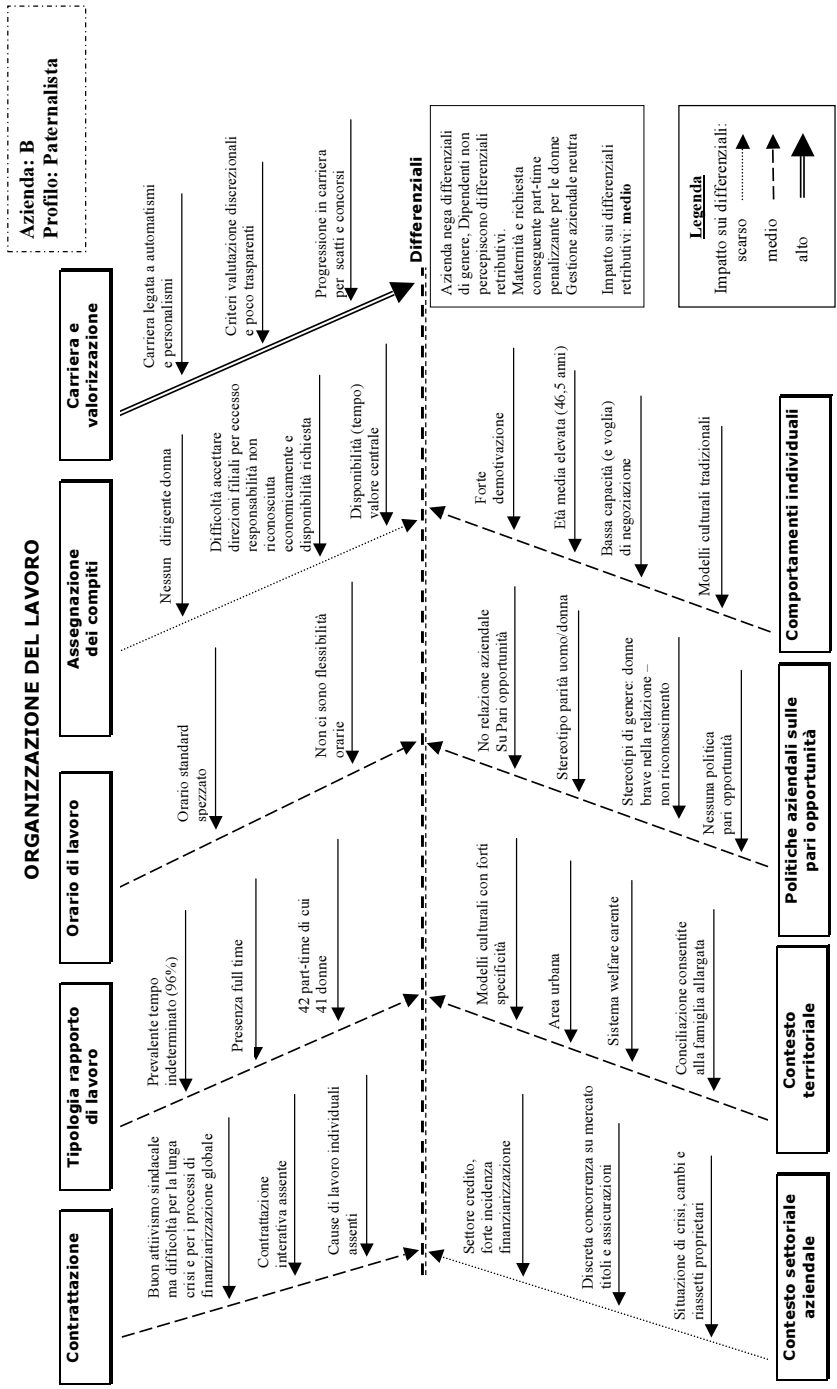 Azienda: B
Profilo: Paternalista
ORGANIZZAZIONE DEL LAVORO
Contrattazione
Tipologia rapporto
di lavoro
Orario di lavoro
Assegnazione
dei compiti
Carriera e
valorizzazione
Buon attivismo sindacale
ma difficoltà per la lunga
crisi e per i processi di
finanziarizzazione globale
Contrattazione
interativa assente
Cause di lavoro individuali
assenti
Prevalente tempo
indeterminato (96%)
Presenza full time
42 part-time di cui
41 donne
Orario standard
spezzato
Non ci sono flessibilità
orarie
Nessun dirigente donna
Difficoltà accettare
direzioni filiali per eccesso
responsabilità non
riconosciuta
economicamente e
disponibilità richiesta
Disponibilità (tempo)
valore centrale
Carriera legata a automatismi
e personalismi
Criteri valutazione discrezionali
e poco trasparenti
Progressione in carriera
per scatti e concorsi
Differenziali
Settore credito,
forte incidenza
finanziarizzazione
Discreta concorrenza su mercato
titoli e assicurazioni
Situazione di crisi, cambi e
riassetti proprietari
Modelli culturali con forti
specificità
Area urbana
Sistema welfare carente
Conciliazione consentite
alla famiglia allargata
No relazione aziendale
Su Pari opportunità
Stereotipo parità uomo/donna
Stereotipi di genere: donne
brave nella relazione –
non riconoscimento
Nessuna politica
pari opportunità
Forte
demotivazione
Età media elevata (46,5 anni)
Bassa capacità (e voglia)
di negoziazione
Modelli culturali tradizionali
Azienda nega differenziali
di genere, Dipendenti non
percepiscono differenziali
retributivi.
Maternità e richiesta
conseguente part-time
penalizzante per le donne
Gestione aziendale neutra
Impatto sui differenziali
retributivi: medio
Legenda
Impatto sui differenziali:
scarso
medio
alto
Contesto settoriale
aziendale
Contesto
territoriale
Politiche aziendali sulle
pari opportunità
Comportamenti individuali